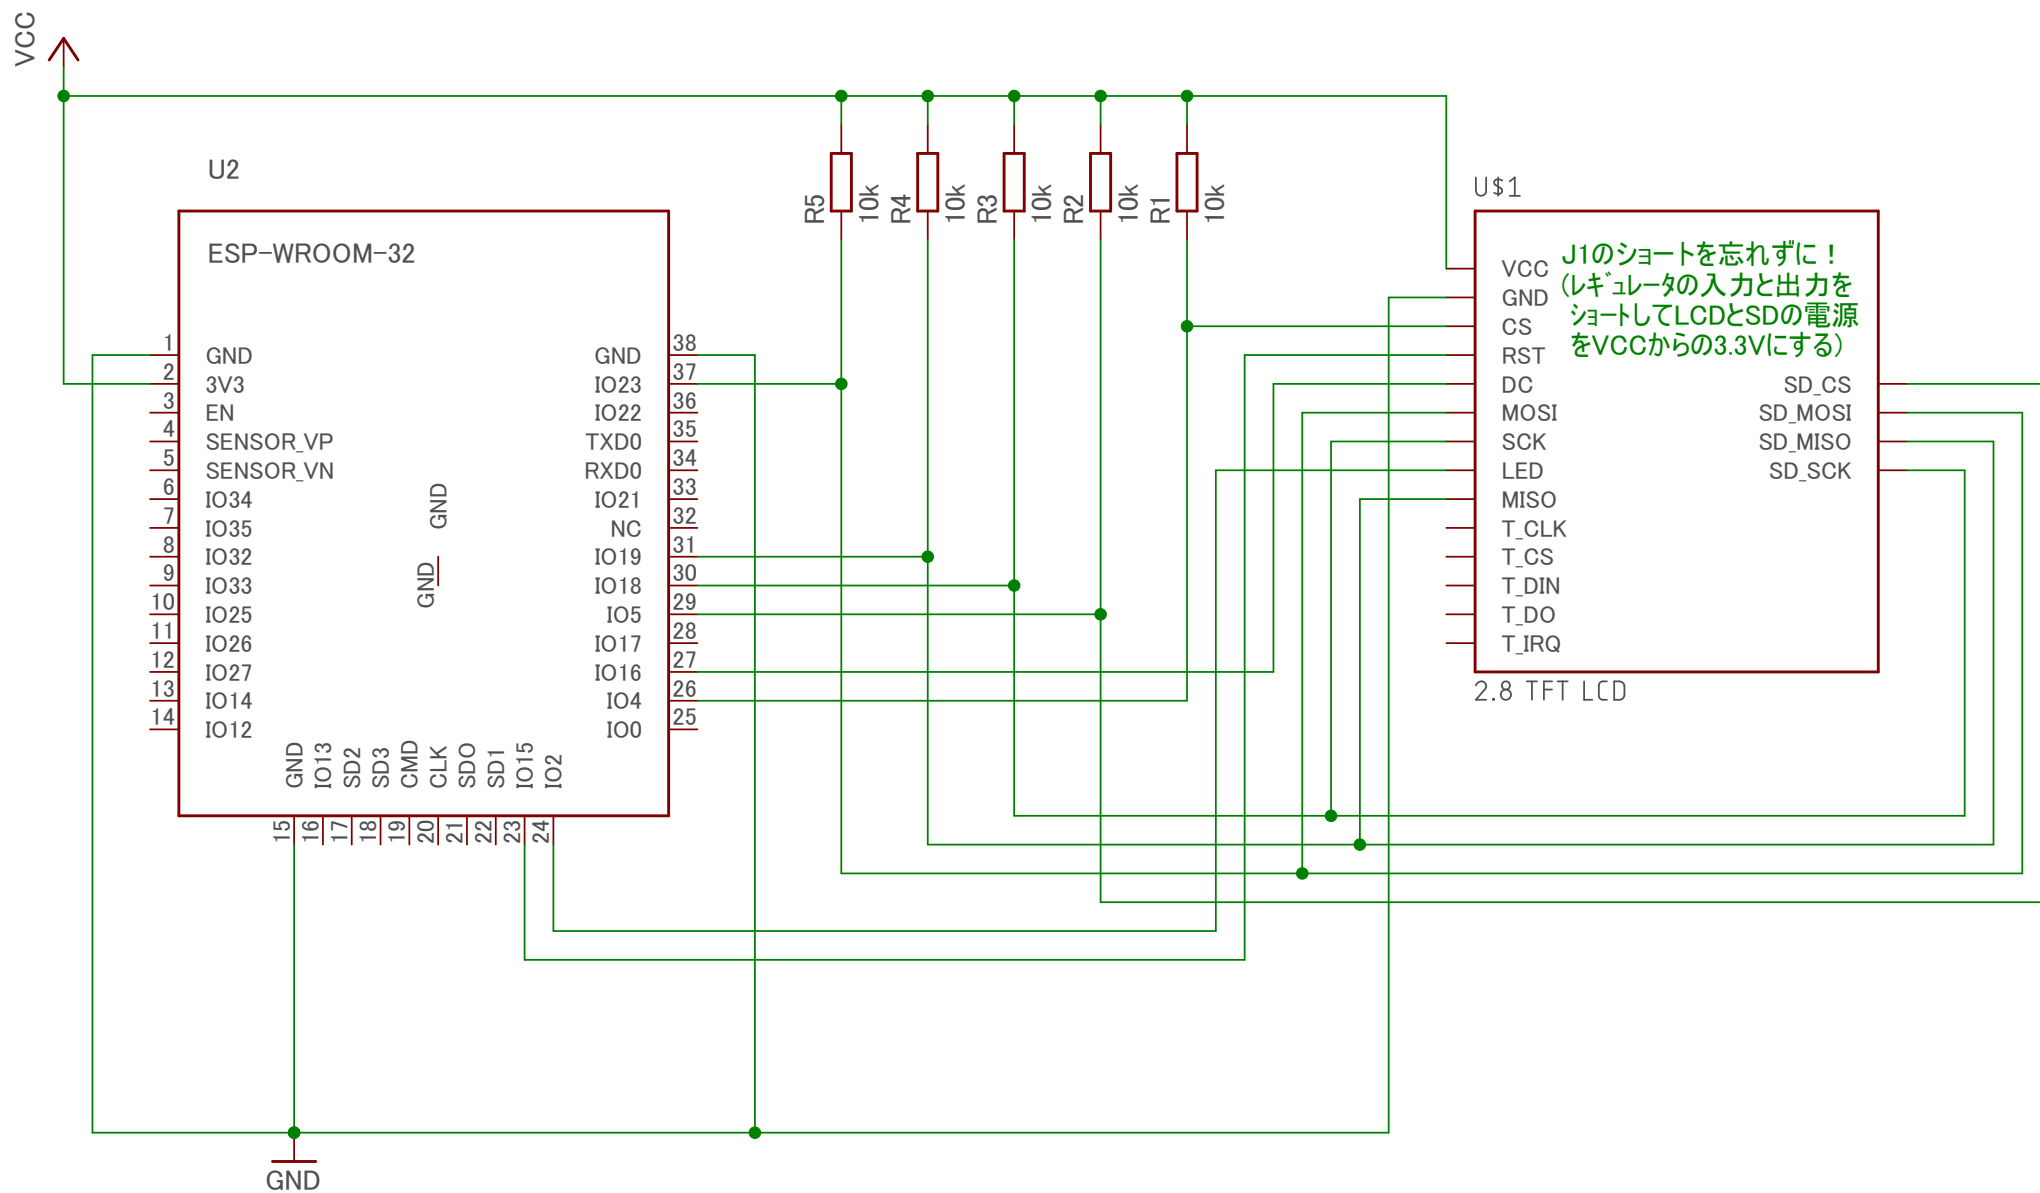 VCC
U2
ESP-WROOM-32
1
GND
2
3V3
3
EN
4
SENSOR_VP
5
SENSOR_VN
6
IO34
7
IO35
8
IO32
9
IO33
10
IO25
11
IO26
12
IO27
13
IO14
14
IO12
GND
GND
38
GND
37
IO23
36
IO22
35
TXD0
34
RXD0
33
IO21
32
NC
31
IO19
30
IO18
29
IO5
28
IO17
27
IO16
26
IO4
25
IO0
GND
IO13
SD2
SD3
CMD
CLK
SDO
SD1
IO15
IO2
15
16
17
18
19
20
21
22
23
24
R5
10k
R4
10k
R3
10k
R2
10k
R1
10k
U$1
J1のショートを忘れずに!
(ﾚｷﾞｭﾚｰﾀの入力と出力を
ｼｮｰﾄしてLCDとSDの電源
をVCCからの3.3Vにする)
VCC
GND
CS
RST
DC
MOSI
SCK
LED
MISO
T_CLK
T_CS
T_DIN
T_DO
T_IRQ
SD_CS
SD_MOSI
SD_MISO
SD_SCK
2.8 TFT LCD
GND